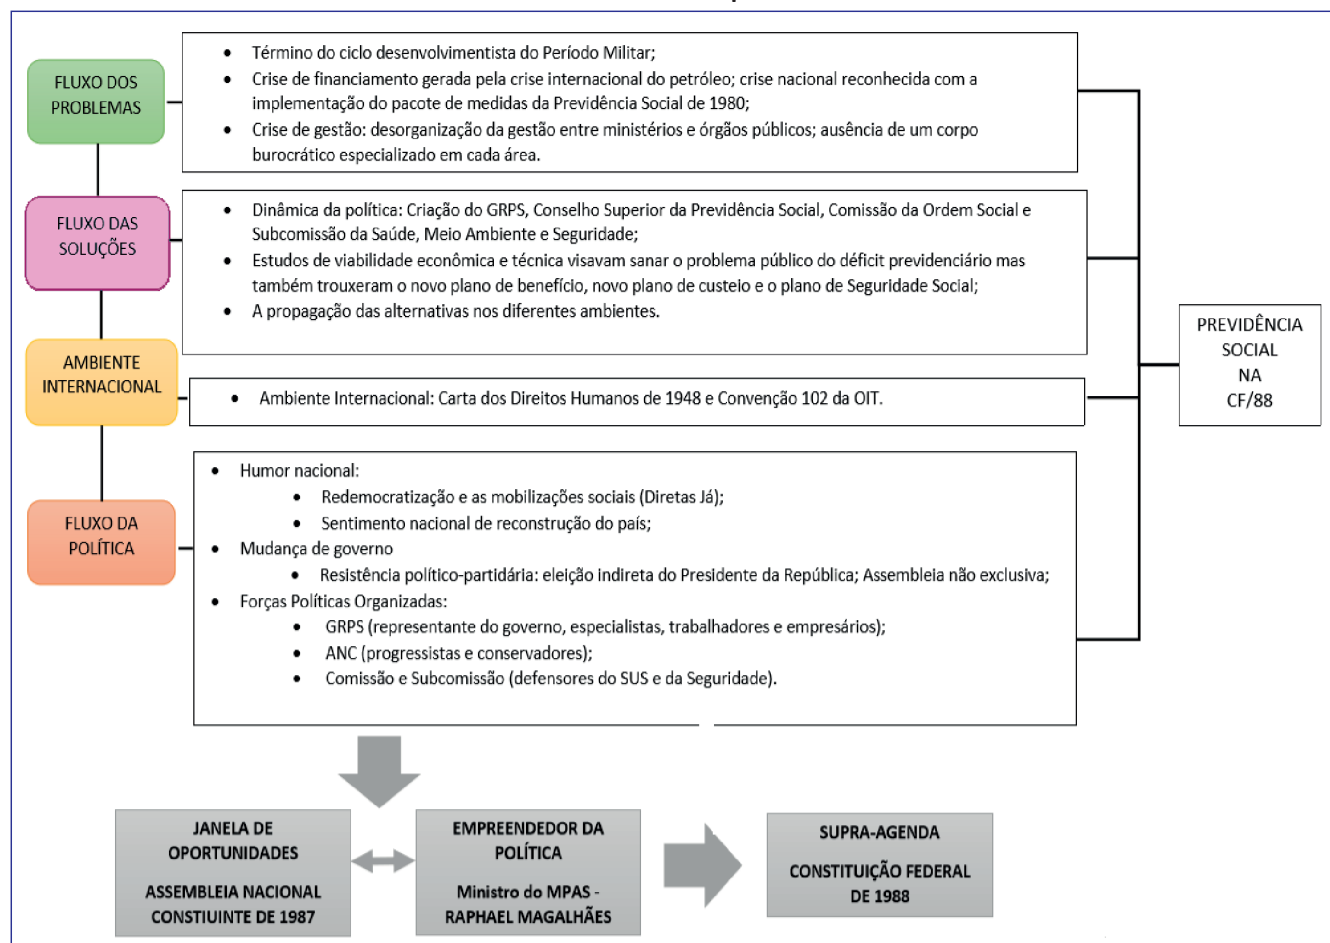 FLUXO DOS
PROBLEMAS
• Término do ciclo desenvolvimentista do Período Militar;
• Crise de financiamento gerada pela crise internacional do petróleo; crise nacional reconhecida com a
implementação do pacote de medidas da Previdência Social de 1980;
• Crise de gestão: desorganização da gestão entre ministérios e órgãos públicos; ausência de um corpo
burocrático especializado em cada área.
FLUXO DAS
SOLUÇÕES
• Dinâmica da política: Criação do GRPS, Conselho Superior da Previdência Social, Comissão da Ordem Social e
Subcomissão da Saúde, Meio Ambiente e Seguridade;
• Estudos de viabilidade econômica e técnica visavam sanar o problema público do déficit previdenciário mas
também trouxeram o novo plano de benefício, novo plano de custeio e o plano de Seguridade Social;
• A propagação das alternativas nos diferentes ambientes.
AMBIENTE
INTERNACIONAL
• Ambiente Internacional: Carta dos Direitos Humanos de 1948 e Convenção 102 da OIT.
FLUXO DA
POLÍTICA
• Humor nacional:
• Redemocratização e as mobilizações sociais (Diretas Já);
• Sentimento nacional de reconstrução do país;
• Mudança de governo
• Resistência político-partidária: eleição indireta do Presidente da República; Assembleia não exclusiva;
• Forças Políticas Organizadas:
• GRPS (representante do governo, especialistas, trabalhadores e empresários);
• ANC (progressistas e conservadores);
• Comissão e Subcomissão (defensores do SUS e da Seguridade).
PREVIDÊNCIA
SOCIAL
NA
CF/88
JANELA DE
OPORTUNIDADES
ASSEMBLEIA NACIONAL
CONSTIUINTE DE 1987
EMPREENDEDOR DA
POLÍTICA
Ministro do MPAS -
RAPHAEL MAGALHÃES
SUPRA-AGENDA
CONSTITUIÇÃO FEDERAL
DE 1988